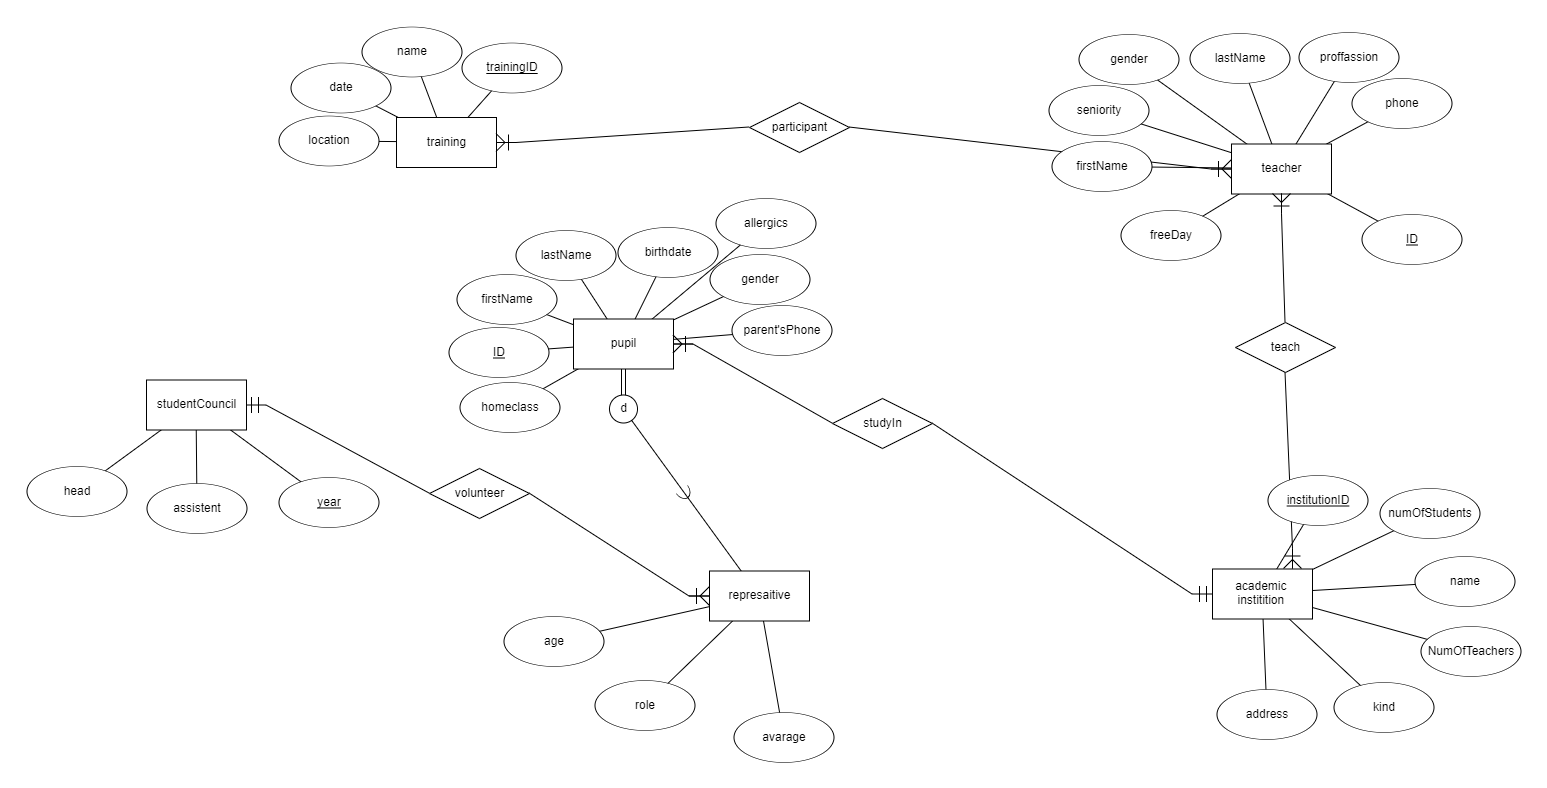 name
trainingID
date
location
training
participant
gender
lastName
proffassion
phone
seniority
firstName
teacher
freeDay
ID
allergics
lastName
birthdate
gender
firstName
parent'sPhone
ID
pupil
homeclass
d
teach
studentCouncil
head
assistent
year
volunteer
studyIn
institutionID
numOfStudents
name
academic
institition
NumOfTeachers
kind
address
represaitive
age
role
avarage